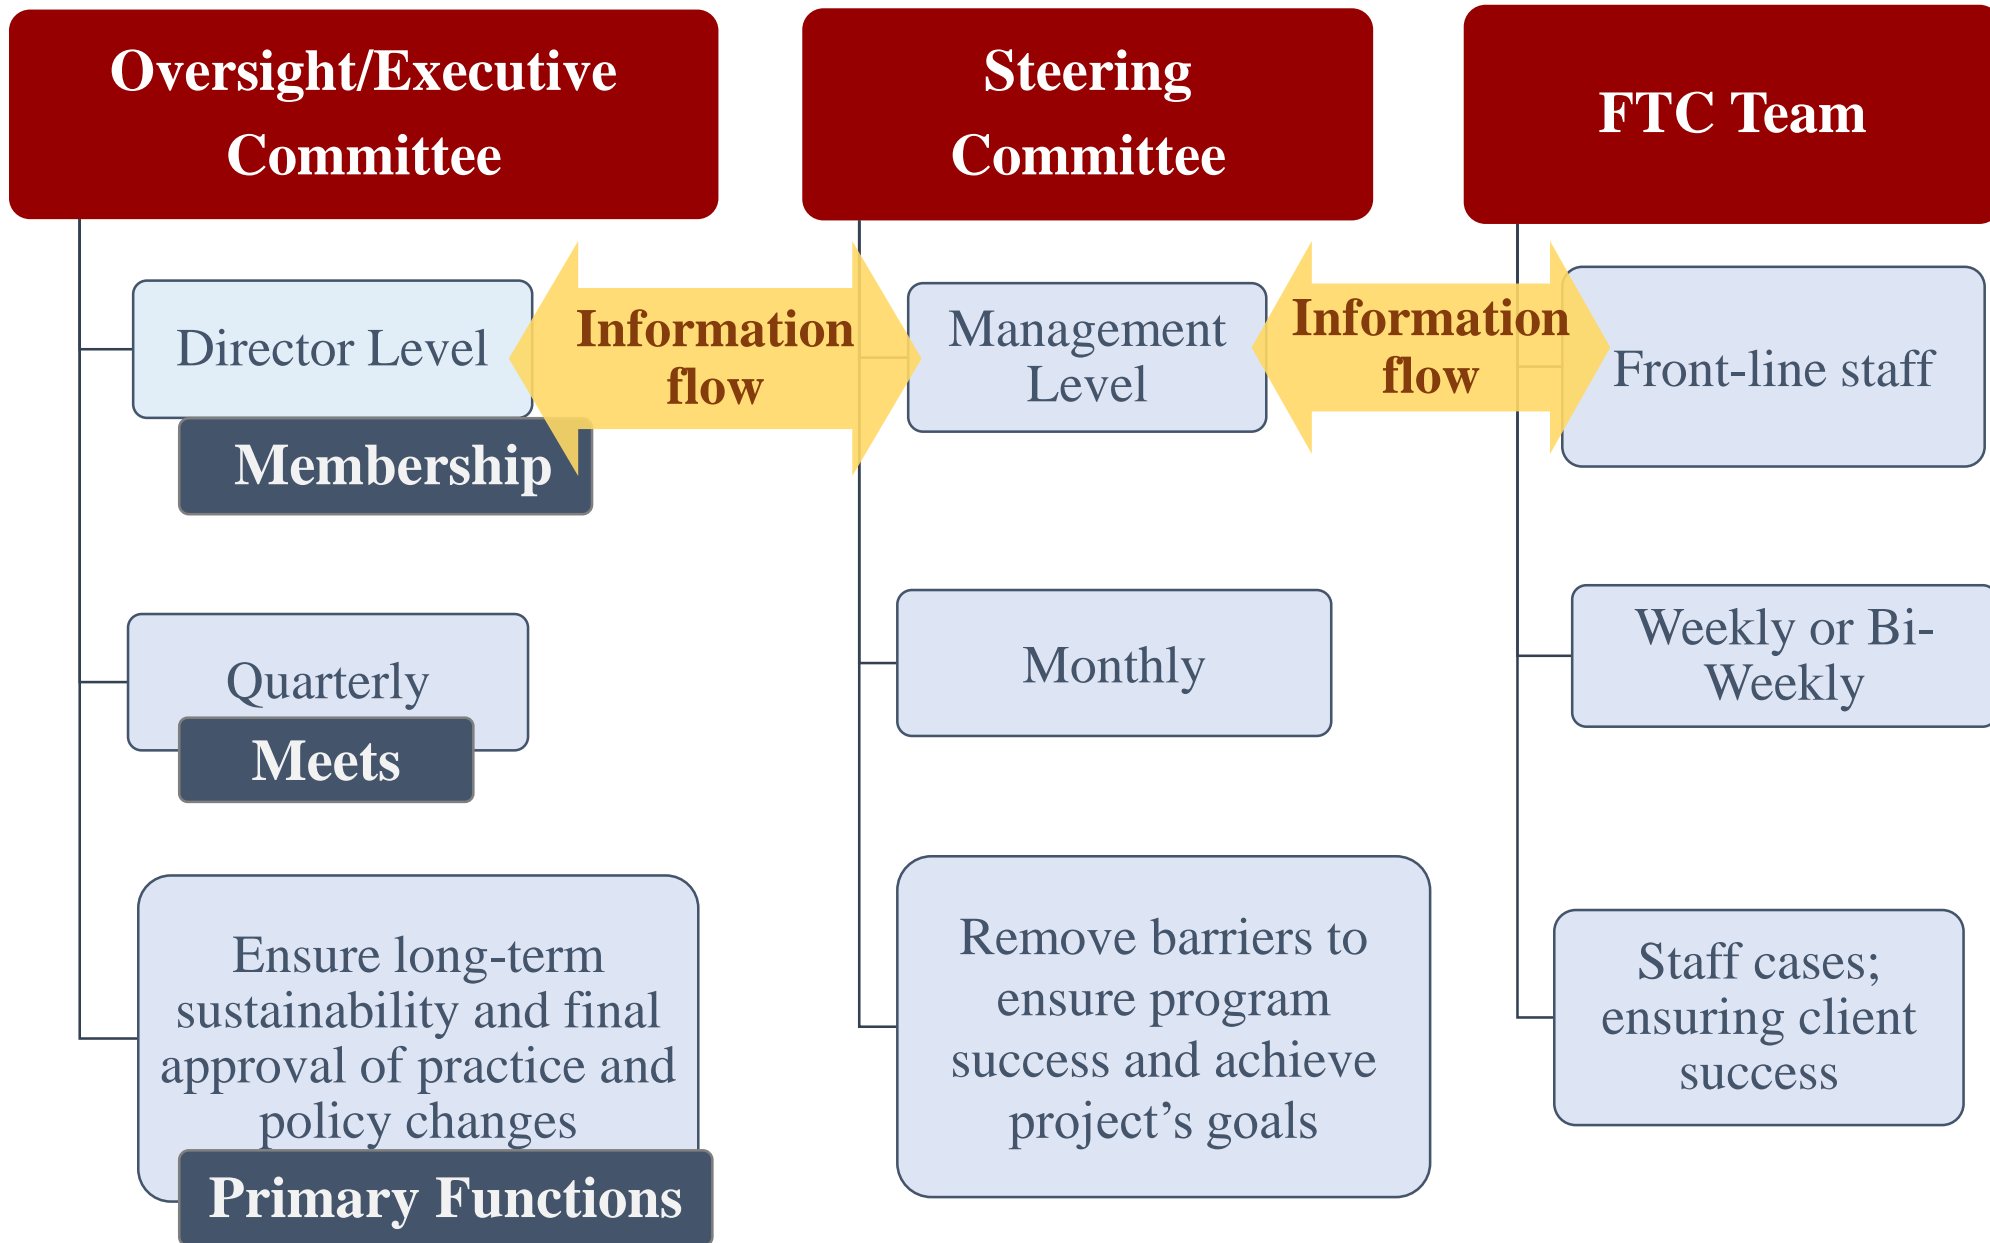 Oversight/Executive
Committee
Director Level
Membership
Quarterly
Meets
Ensure long-term
sustainability and final
approval of practice and
policy changes
Primary Functions
Information
flow
Steering
Committee
Management
Level
Monthly
Remove barriers to
ensure program
success and achieve
project’s goals
Information
flow
FTC Team
Front-line staff
Weekly or Bi-
Weekly
Staff cases;
ensuring client
success